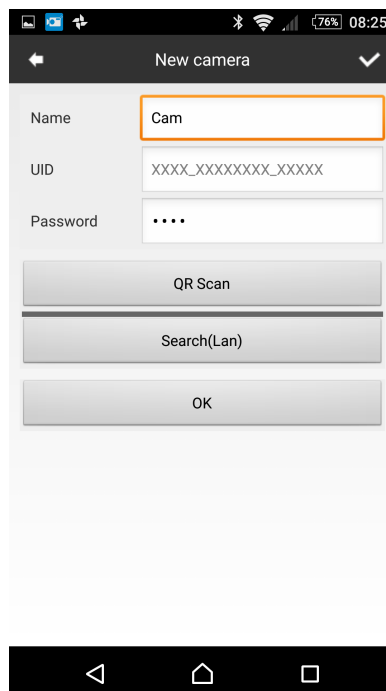 76% 08:25
New camera
Name Cam
UID XXXX_XXXXXXXX_XXXXX
Password ••••
QR Scan
Search(Lan)
OK